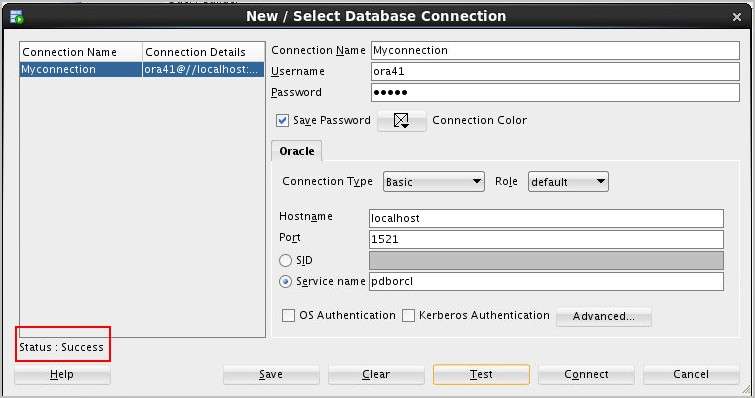 New / Select Database Connection
Connection Name Connection Details
Myconnection ora41@//localhost:...
Connection Name Myconnection
Username ora41
Password •••••
Save Password Connection Color
Oracle
Connection Type Basic Role default
Hostname localhost
Port 1521
SID
Service name pdborcl
OS Authentication Kerberos Authentication Advanced...
Status : Success
Help Save Clear Test Connect Cancel